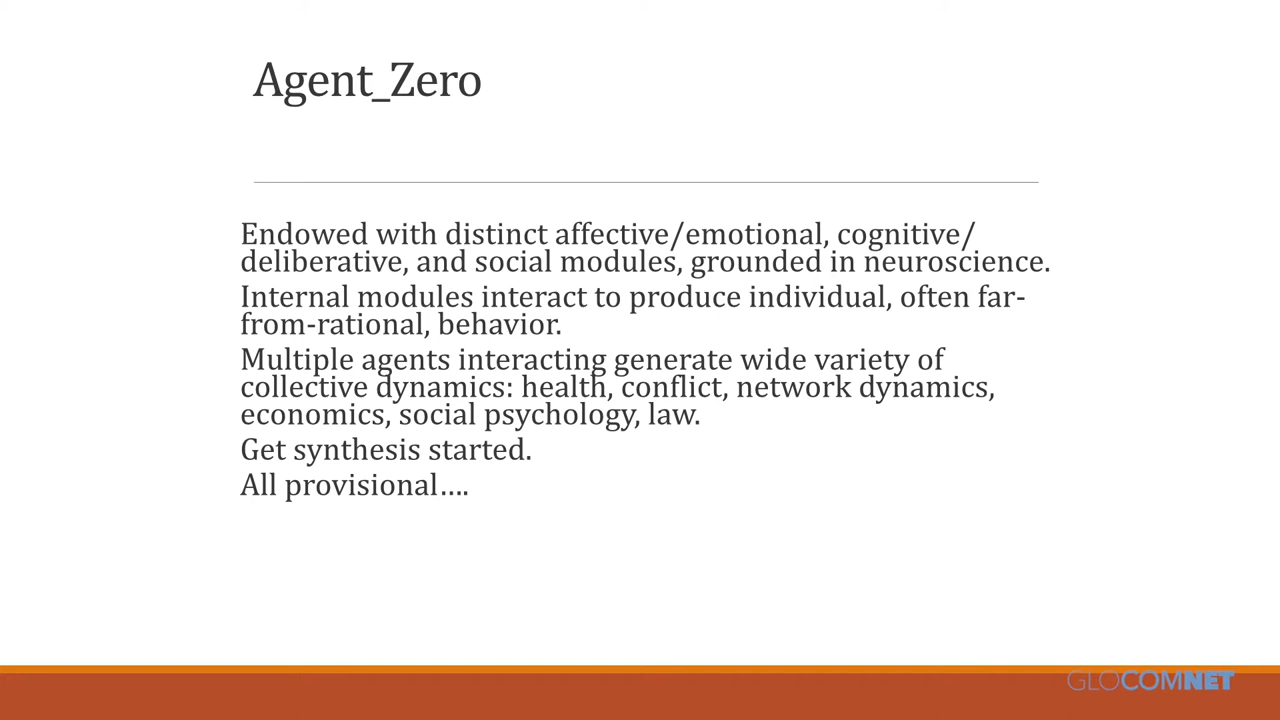 Agent_Zero
Endowed with distinct affective/emotional, cognitive/
deliberative, and social modules, grounded in neuroscience.
Internal modules interact to produce individual, often far-
from-rational, behavior.
Multiple agents interacting generate wide variety of
collective dynamics: health, conflict, network dynamics,
economics, social psychology, law.
Get synthesis started.
All provisional….
GLOCOMNET